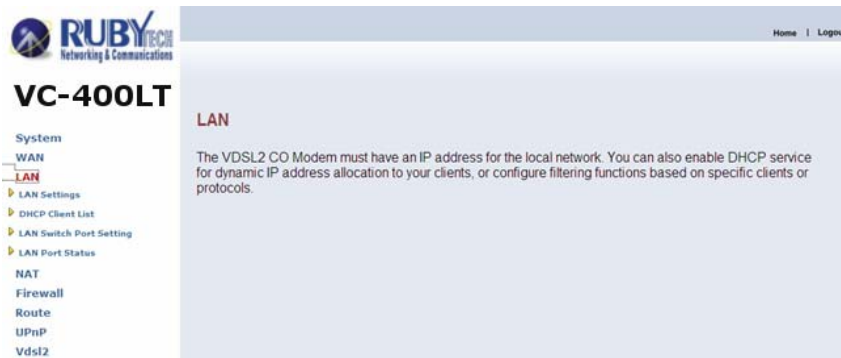 RUBYTECH
Networking & Communications
Home | Logou
VC-400LT
System
WAN
LAN
LAN Settings
DHCP Client List
LAN Switch Port Setting
LAN Port Status
NAT
Firewall
Route
UPnP
Vdsl2
LAN
The VDSL2 CO Modem must have an IP address for the local network. You can also enable DHCP service
for dynamic IP address allocation to your clients, or configure filtering functions based on specific clients or
protocols.